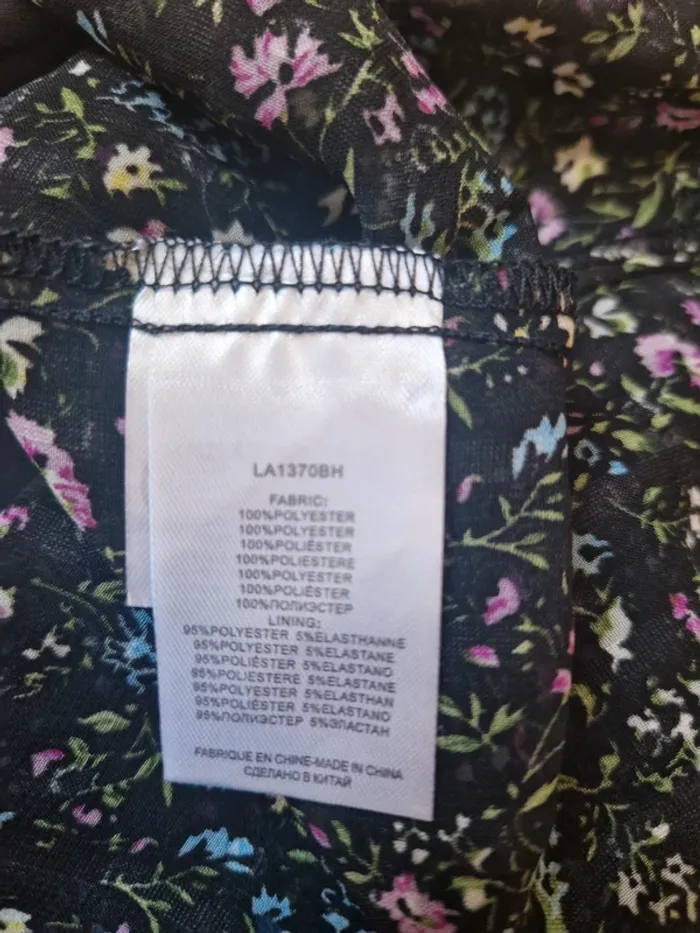 LA1370BH
FABRIC:
100%POLYESTER
100%POLYESTER
100%POLIÉSTER
100%POLIESTERE
100%POLYESTER
100%POLIÉSTER
100%ПОЛИЭСТЕР
LINING:
95%POLYESTER 5%ELASTHANNE
95%POLYESTER 5%ELASTANE
95%POLIÉSTER 5%ELASTANO
95%POLIESTERE 5%ELASTANE
95%POLYESTER 5%ELASTHAN
95%POLIÉSTER 5%ELASTANO
95%ПОЛИЭСТЕР 5%ЭЛАСТАН
FABRIQUE EN CHINE-MADE IN CHINA
СДЕЛАНО В КИТАЙ